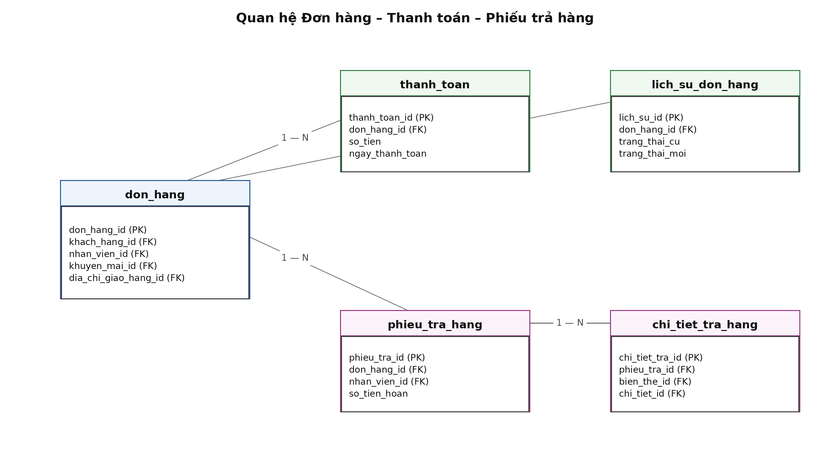 Quan hệ Đơn hàng – Thanh toán – Phiếu trả hàng
thanh_toan
thanh_toan_id (PK)
don_hang_id (FK)
so_tien
ngay_thanh_toan
lich_su_don_hang
lich_su_id (PK)
don_hang_id (FK)
trang_thai_cu
trang_thai_moi
1 — N
don_hang
don_hang_id (PK)
khach_hang_id (FK)
nhan_vien_id (FK)
khuyen_mai_id (FK)
dia_chi_giao_hang_id (FK)
1 — N
phieu_tra_hang
phieu_tra_id (PK)
don_hang_id (FK)
nhan_vien_id (FK)
so_tien_hoan
1 — N
chi_tiet_tra_hang
chi_tiet_tra_id (PK)
phieu_tra_id (FK)
bien_the_id (FK)
chi_tiet_id (FK)